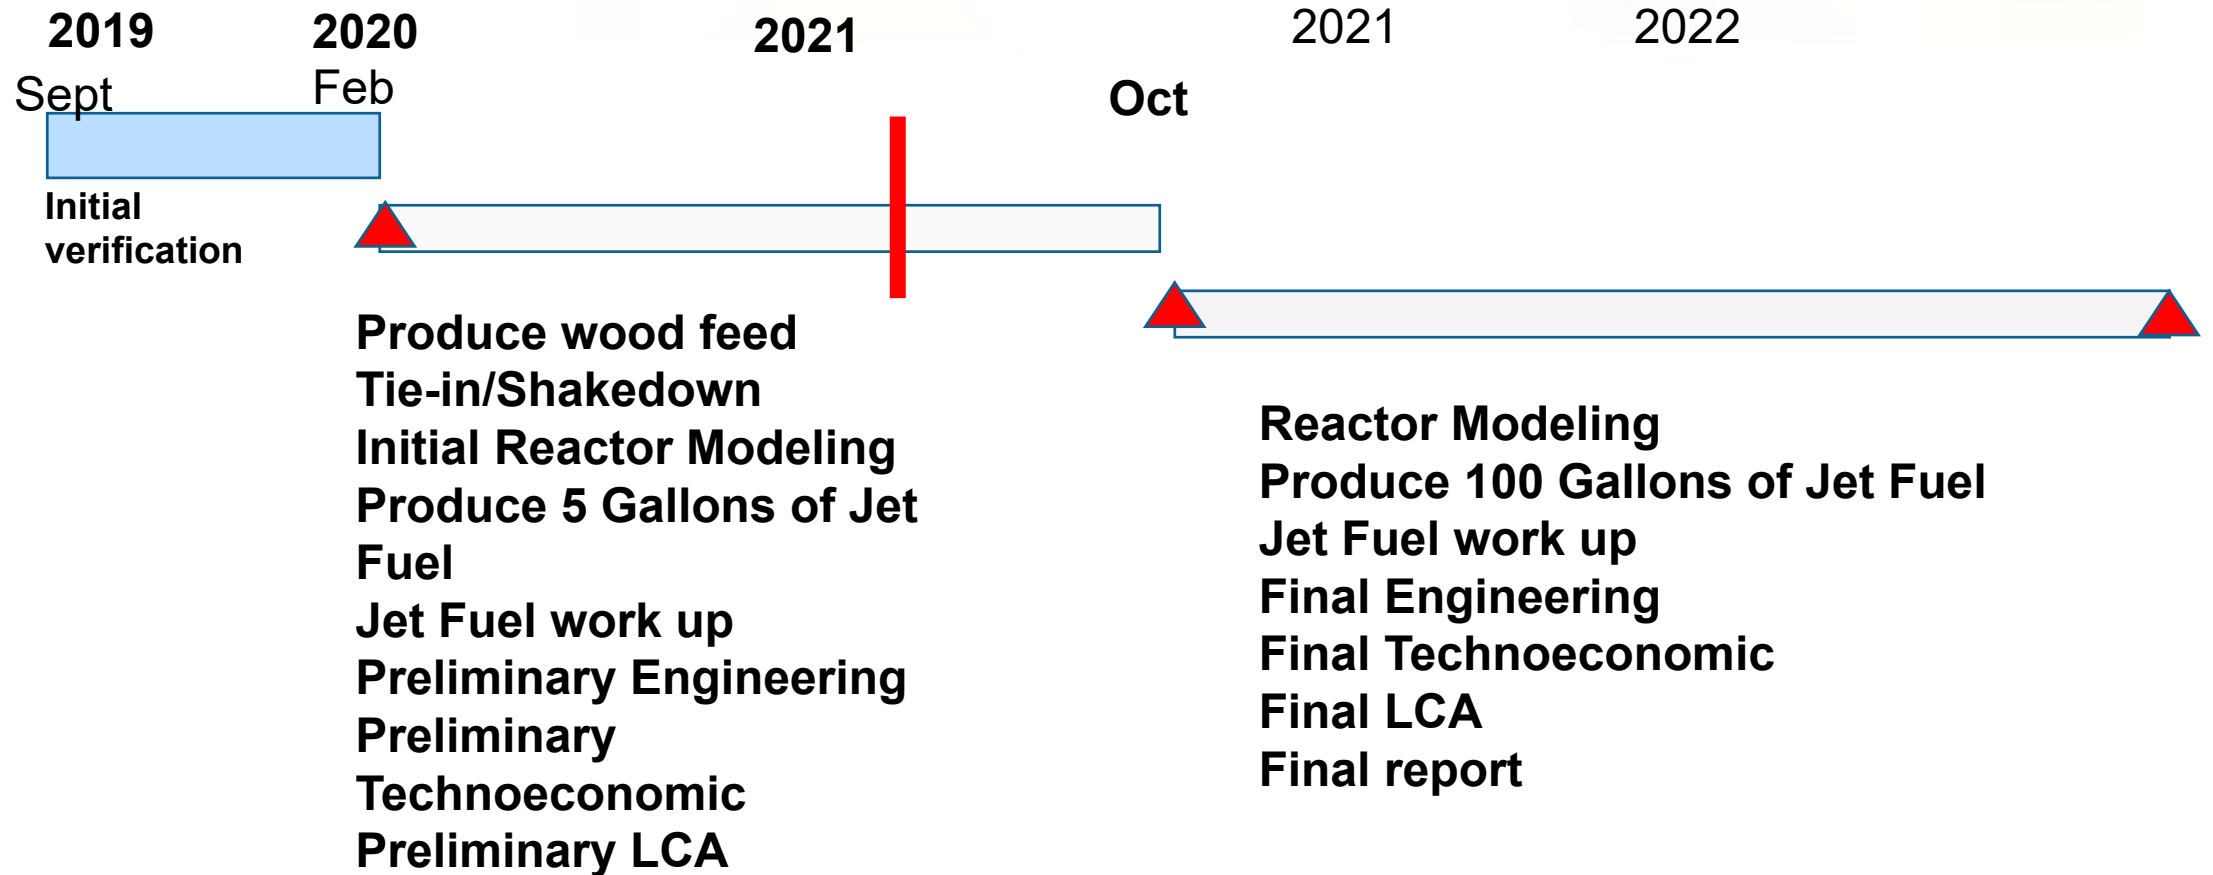 2019 2020 2021 2021 2022
Sept Feb Oct
Initial
verification
Produce wood feed
Tie-in/Shakedown
Initial Reactor Modeling
Produce 5 Gallons of Jet
Fuel
Jet Fuel work up
Preliminary Engineering
Preliminary
Technoeconomic
Preliminary LCA
Reactor Modeling
Produce 100 Gallons of Jet Fuel
Jet Fuel work up
Final Engineering
Final Technoeconomic
Final LCA
Final report